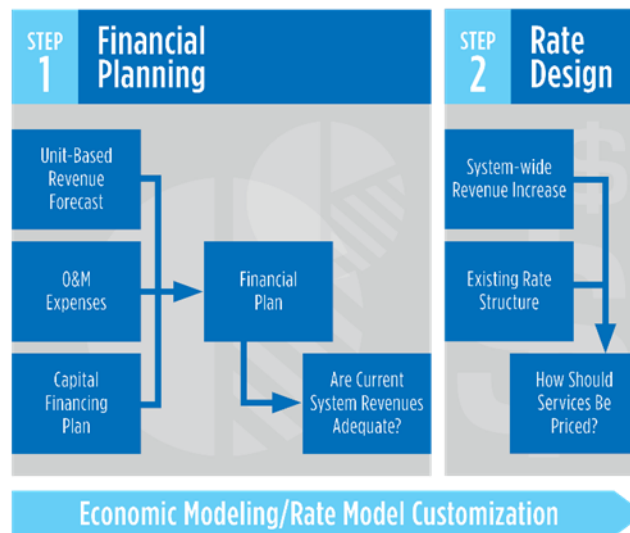 STEP
1
Financial
Planning
Unit-Based
Revenue
Forecast
O&M
Expenses
Capital
Financing
Plan
Financial
Plan
Are Current
System Revenues
Adequate?
STEP
2
Rate
Design
System-wide
Revenue Increase
Existing Rate
Structure
How Should
Services Be
Priced?
Economic Modeling/Rate Model Customization